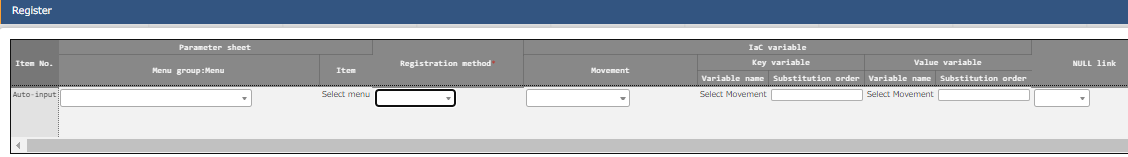 Register
Parameter sheet
IaC variable
Item No.
Registration method*
NULL link
Menu group:Menu
Item
Movement
Key variable
Value variable
Variable name
Substitution order
Variable name
Substitution order
Auto-input
Select menu
Select Movement
Select Movement